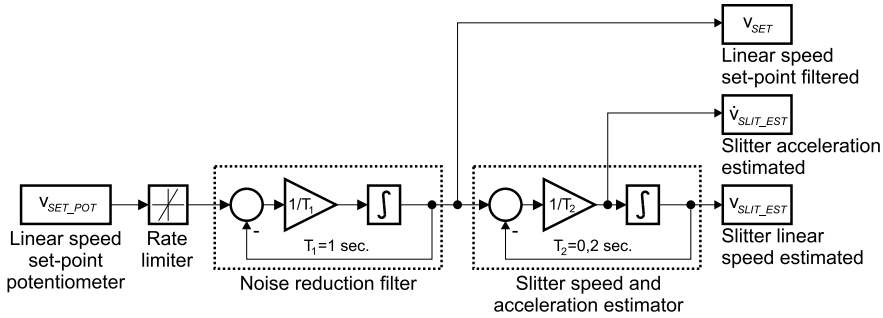 v_SET
Linear speed
set-point filtered
v̇_SLIT_EST
Slitter acceleration
estimated
v_SET_POT
Linear speed
set-point
potentiometer
Rate
limiter
-
1/T₁
∫
T₁=1 sec.
Noise reduction filter
-
1/T₂
∫
T₂=0,2 sec.
Slitter speed and
acceleration estimator
v_SLIT_EST
Slitter linear
speed estimated